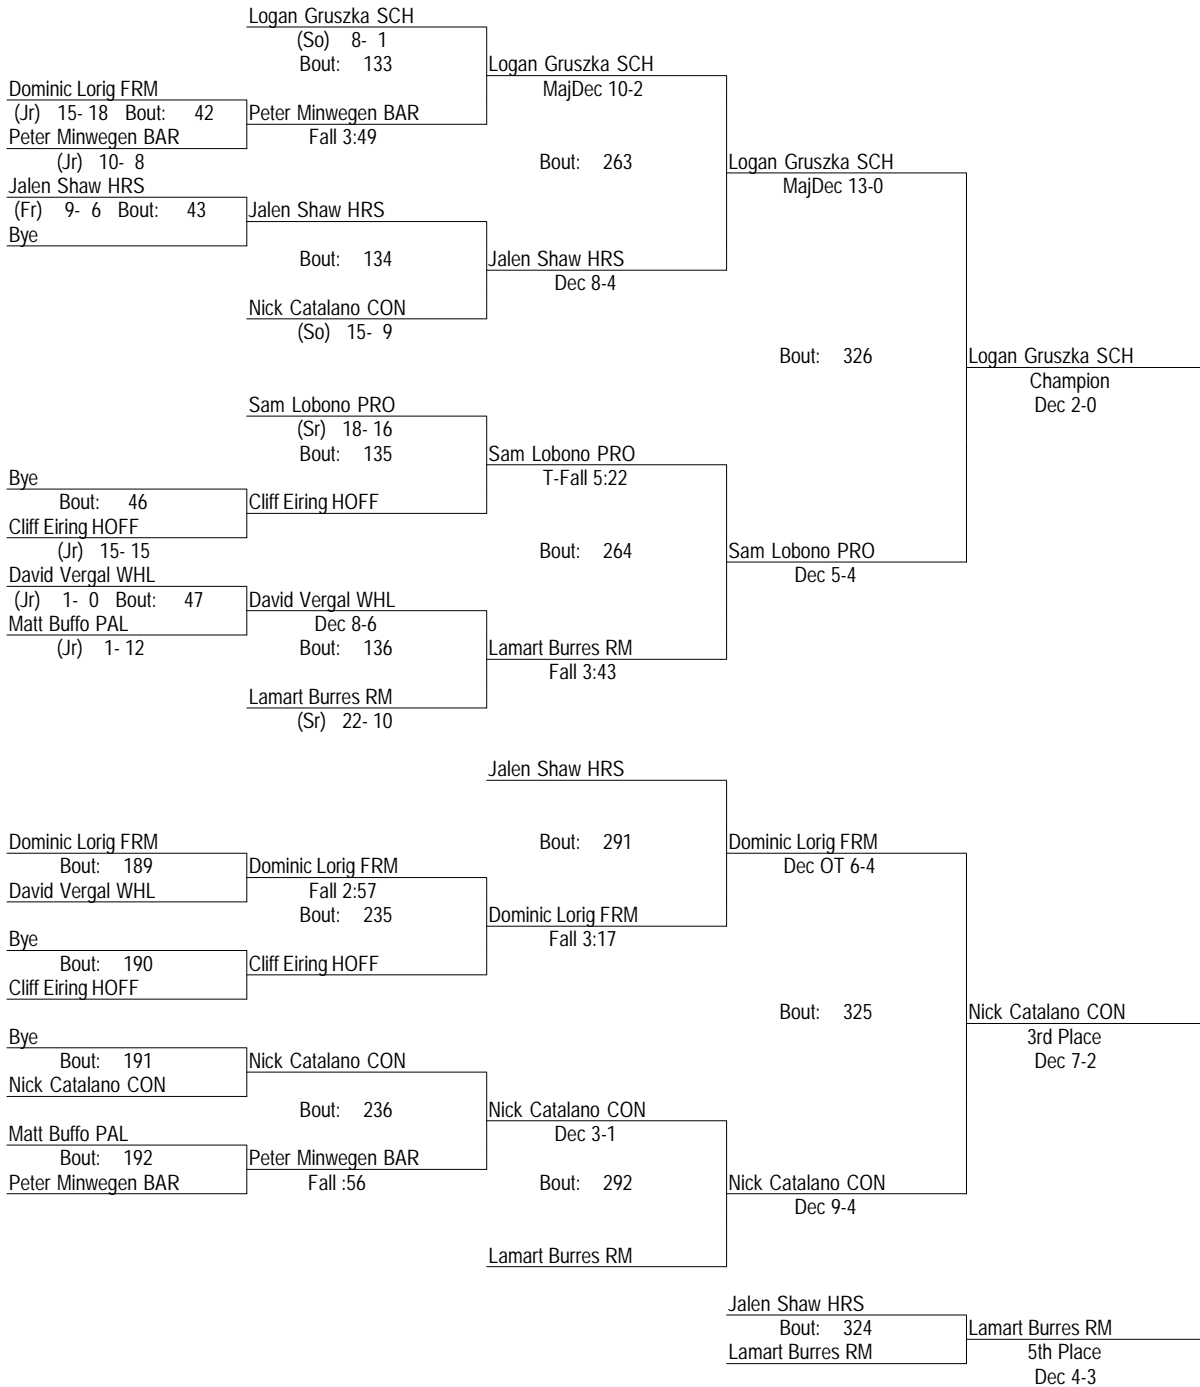 Logan Gruszka SCH
(So) 8- 1
Bout: 133
Logan Gruszka SCH
MajDec 10-2
Dominic Lorig FRM
(Jr) 15- 18 Bout: 42
Peter Minwegen BAR
Fall 3:49
Peter Minwegen BAR
(Jr) 10- 8
Bout: 263
Logan Gruszka SCH
MajDec 13-0
Jalen Shaw HRS
(Fr) 9- 6 Bout: 43
Jalen Shaw HRS
Bye
Bout: 134
Jalen Shaw HRS
Dec 8-4
Nick Catalano CON
(So) 15- 9
Bout: 326
Logan Gruszka SCH
Champion
Dec 2-0
Sam Lobono PRO
(Sr) 18- 16
Bout: 135
Sam Lobono PRO
T-Fall 5:22
Bye
Bout: 46
Cliff Eiring HOFF
Cliff Eiring HOFF
(Jr) 15- 15
Bout: 264
Sam Lobono PRO
Dec 5-4
David Vergal WHL
(Jr) 1- 0 Bout: 47
David Vergal WHL
Dec 8-6
Matt Buffo PAL
(Jr) 1- 12
Bout: 136
Lamart Burres RM
Fall 3:43
Lamart Burres RM
(Sr) 22- 10
Jalen Shaw HRS
Bout: 291
Dominic Lorig FRM
Dec OT 6-4
Dominic Lorig FRM
Bout: 189
Dominic Lorig FRM
Fall 2:57
David Vergal WHL
Bout: 235
Dominic Lorig FRM
Fall 3:17
Bye
Bout: 190
Cliff Eiring HOFF
Cliff Eiring HOFF
Bout: 325
Nick Catalano CON
3rd Place
Dec 7-2
Bye
Bout: 191
Nick Catalano CON
Nick Catalano CON
Bout: 236
Nick Catalano CON
Dec 3-1
Matt Buffo PAL
Bout: 192
Peter Minwegen BAR
Fall :56
Peter Minwegen BAR
Bout: 292
Nick Catalano CON
Dec 9-4
Lamart Burres RM
Jalen Shaw HRS
Bout: 324
Lamart Burres RM
5th Place
Dec 4-3
Lamart Burres RM